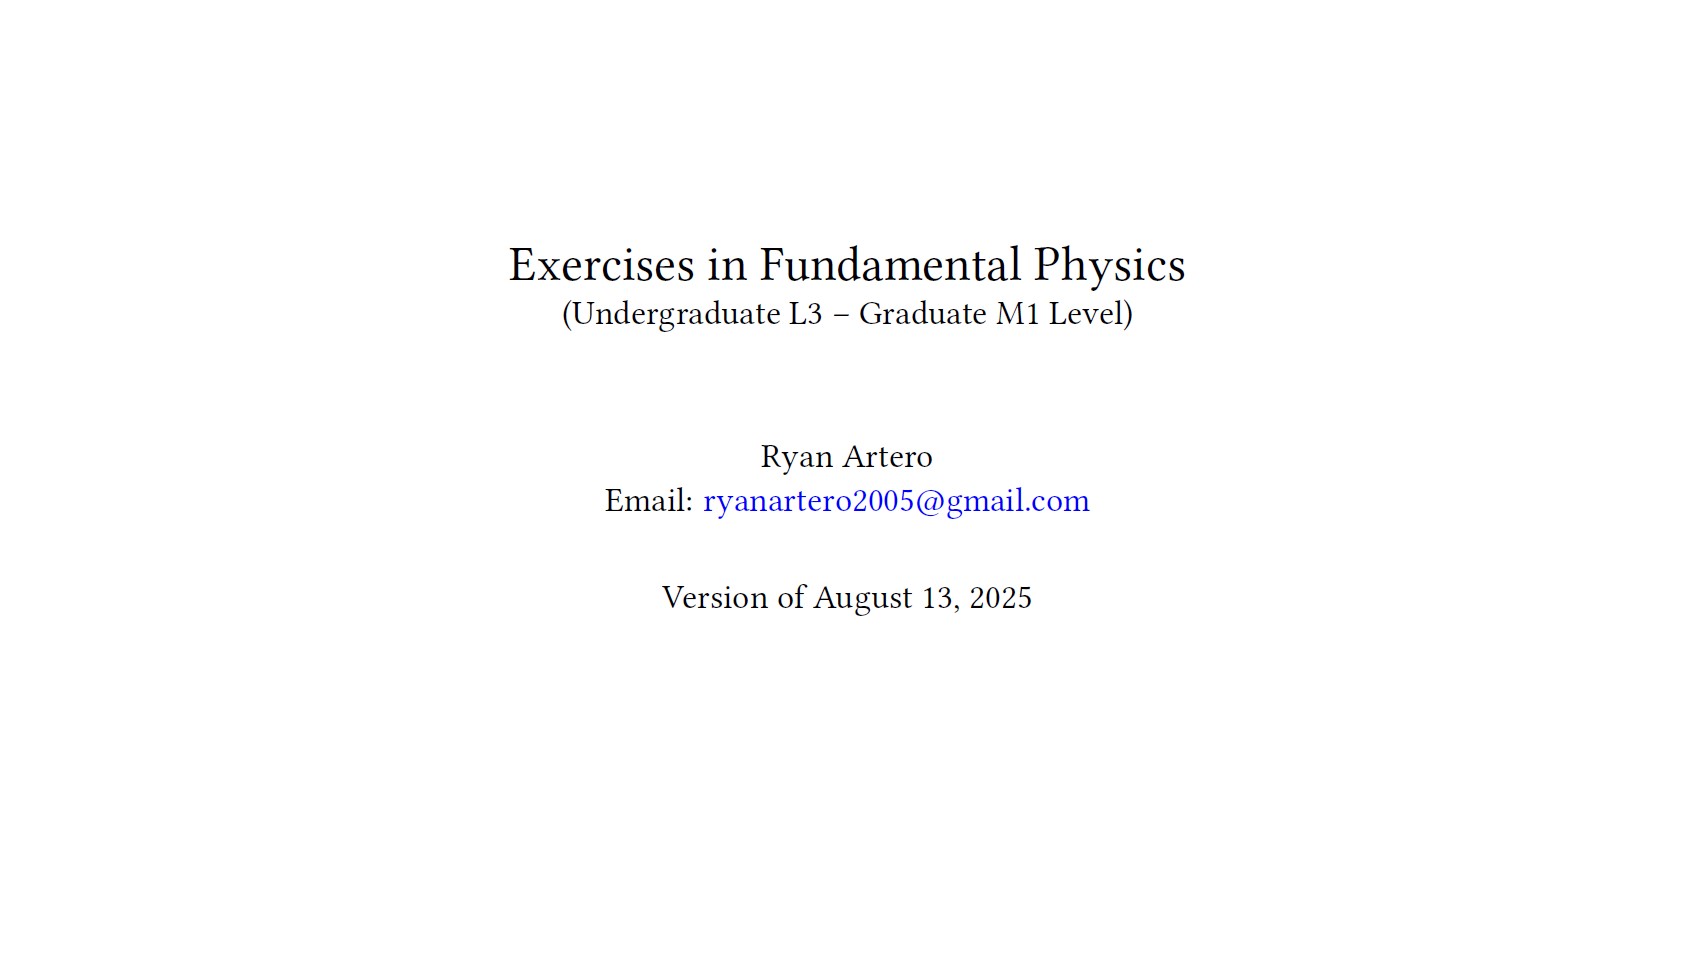 Exercises in Fundamental Physics
(Undergraduate L3 – Graduate M1 Level)
Ryan Artero
Email: ryanartero2005@gmail.com
Version of August 13, 2025